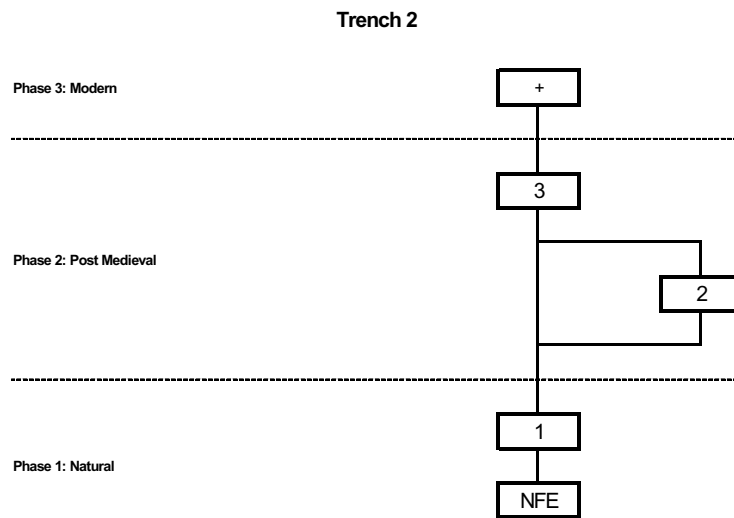 Trench 2
Phase 3: Modern
+
3
Phase 2: Post Medieval
2
1
Phase 1: Natural
NFE